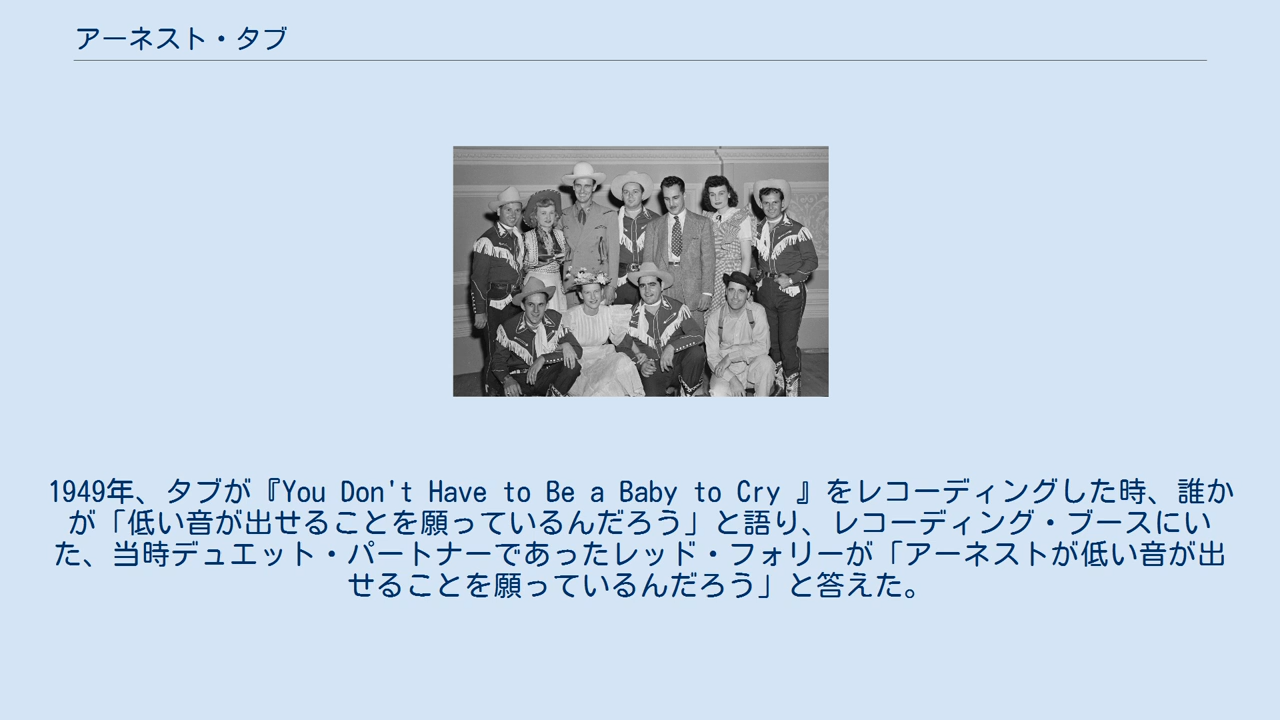 アーネスト・タブ
1949年、タブが『You Don't Have to Be a Baby to Cry 』をレコーディングした時、誰か
が「低い音が出せることを願っているんだろう」と語り、レコーディング・ブースにい
た、当時デュエット・パートナーであったレッド・フォリーが「アーネストが低い音が出
せることを願っているんだろう」と答えた。